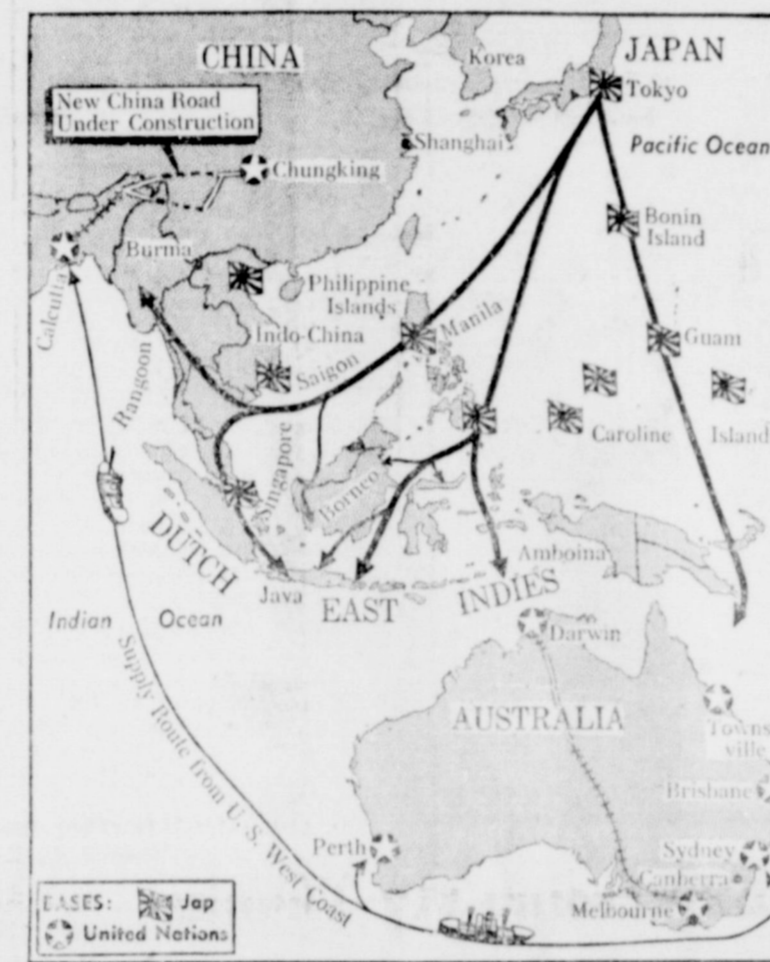 CHINA
Korea
JAPAN
Tokyo
New China Road
Under Construction
Shanghai
Pacific Ocean
Chungking
Bonin
Island
Burma
Calcutta
Philippine
Islands
Indo-China
Manila
Guam
Rangoon
Saigon
Singapore
Borneo
Caroline
Island
DUTCH
EAST
INDIES
Amboina
Java
Indian Ocean
Darwin
AUSTRALIA
Towns
ville
Brisbane
Supply Route from U. S. West Coast
Perth
Sydney
Canberra
Melbourne
BASES: Jap
United Nations